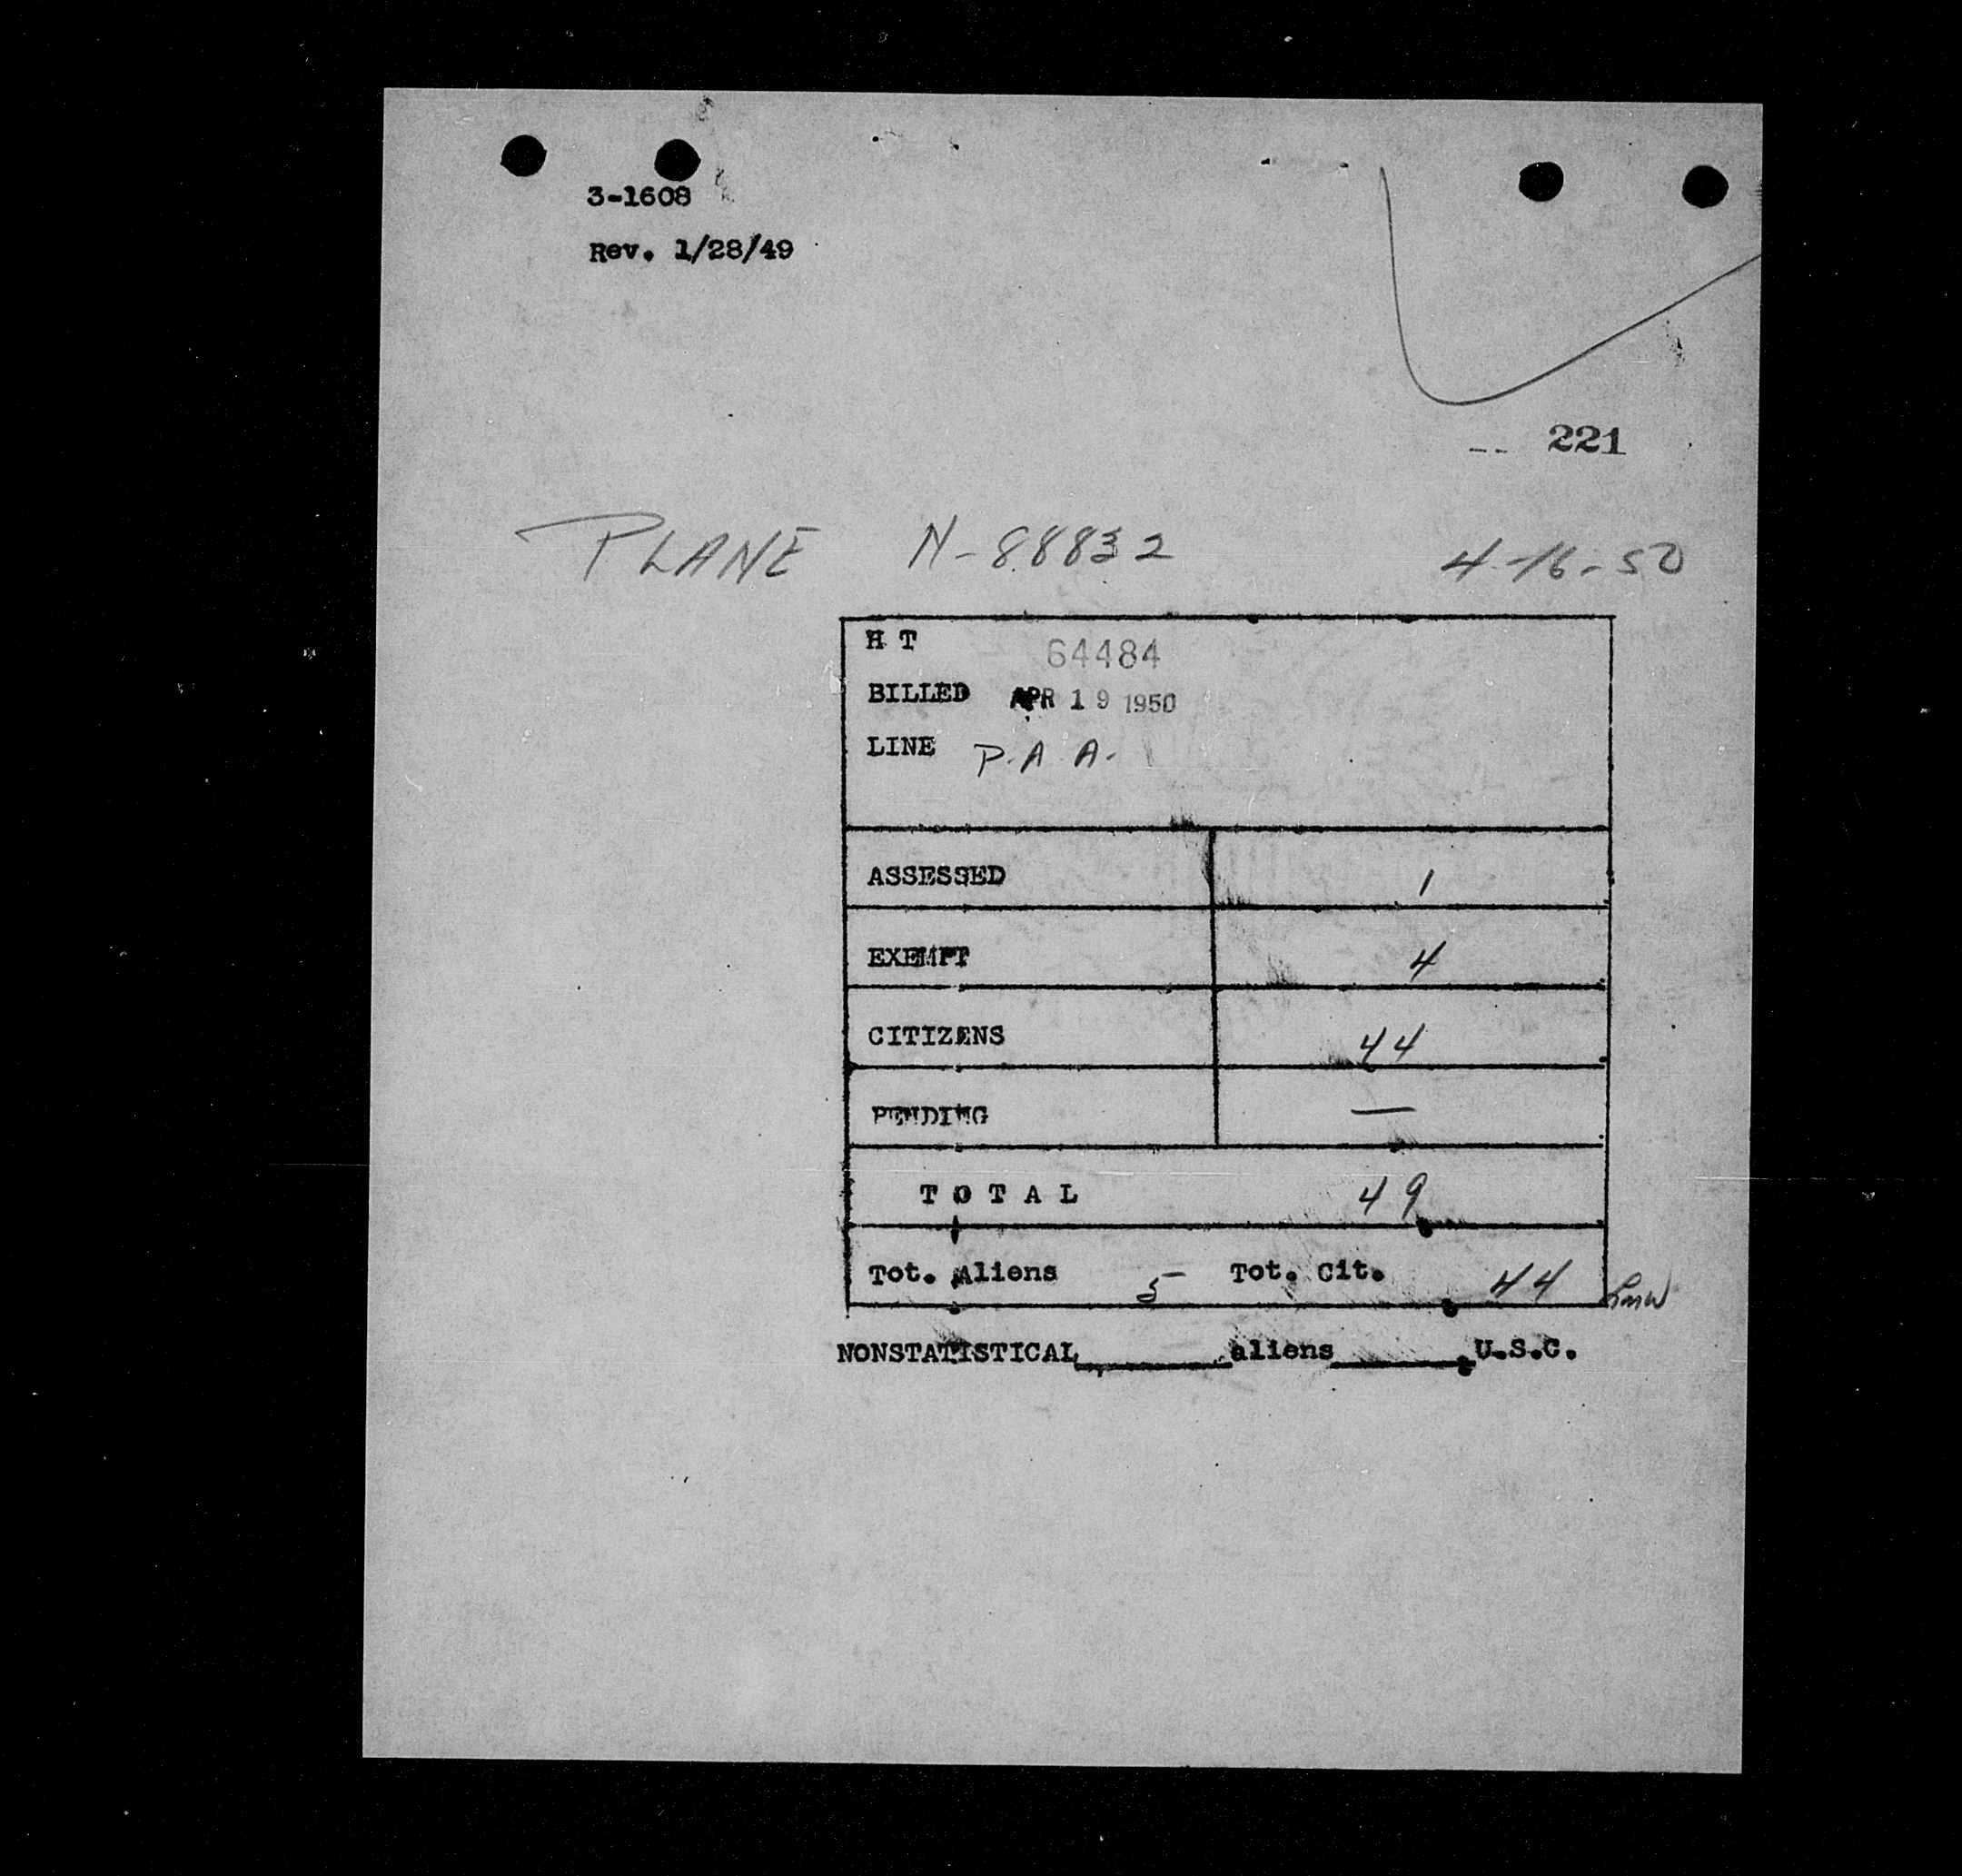 3-1608
Rev. 1/28/49
-- 221
PLANE N-88832 4-16-50
H T 64484
BILLED APR 19 1950
LINE P.A A.
ASSESSED 1
EXEMPT 4
CITIZENS 44
PENDING —
T O T A L 49
Tot. Aliens 5 Tot. Cit. 44
NONSTATISTICAL aliens U.S.C.